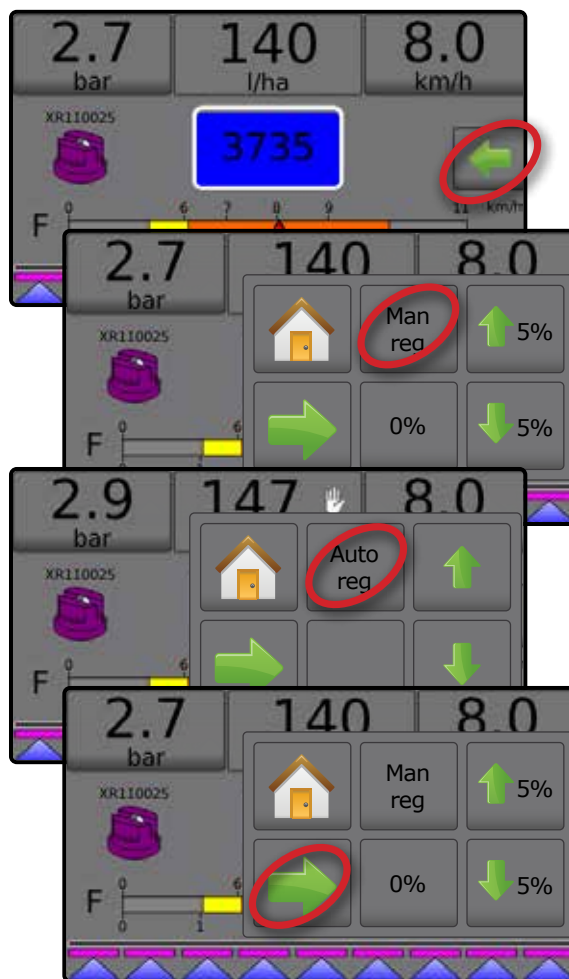 2.7 140 8.0
bar l/ha km/h
XR110025
3735
0 6 7 8 9 11 km/h
F
2.7 140 8.0
bar
XR110025
Man
reg
5%
0 6
F
0% 5%
2.9 147 8.0
bar
XR110025
Auto
reg
0 6
F
2.7 140 8.0
bar
XR110025
Man
reg
5%
0 6
F
0 1
0% 5%